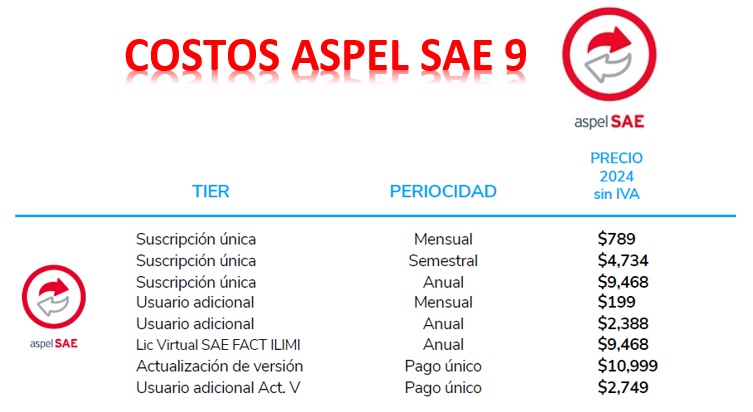 COSTOS ASPEL SAE 9
aspel SAE
PRECIO
2024
sin IVA
TIER PERIOCIDAD
Suscripción única Mensual $789
Suscripción única Semestral $4,734
Suscripción única Anual $9,468
Usuario adicional Mensual $199
Usuario adicional Anual $2,388
Lic Virtual SAE FACT ILIMI Anual $9,468
Actualización de versión Pago único $10,999
Usuario adicional Act. V Pago único $2,749
aspel SAE